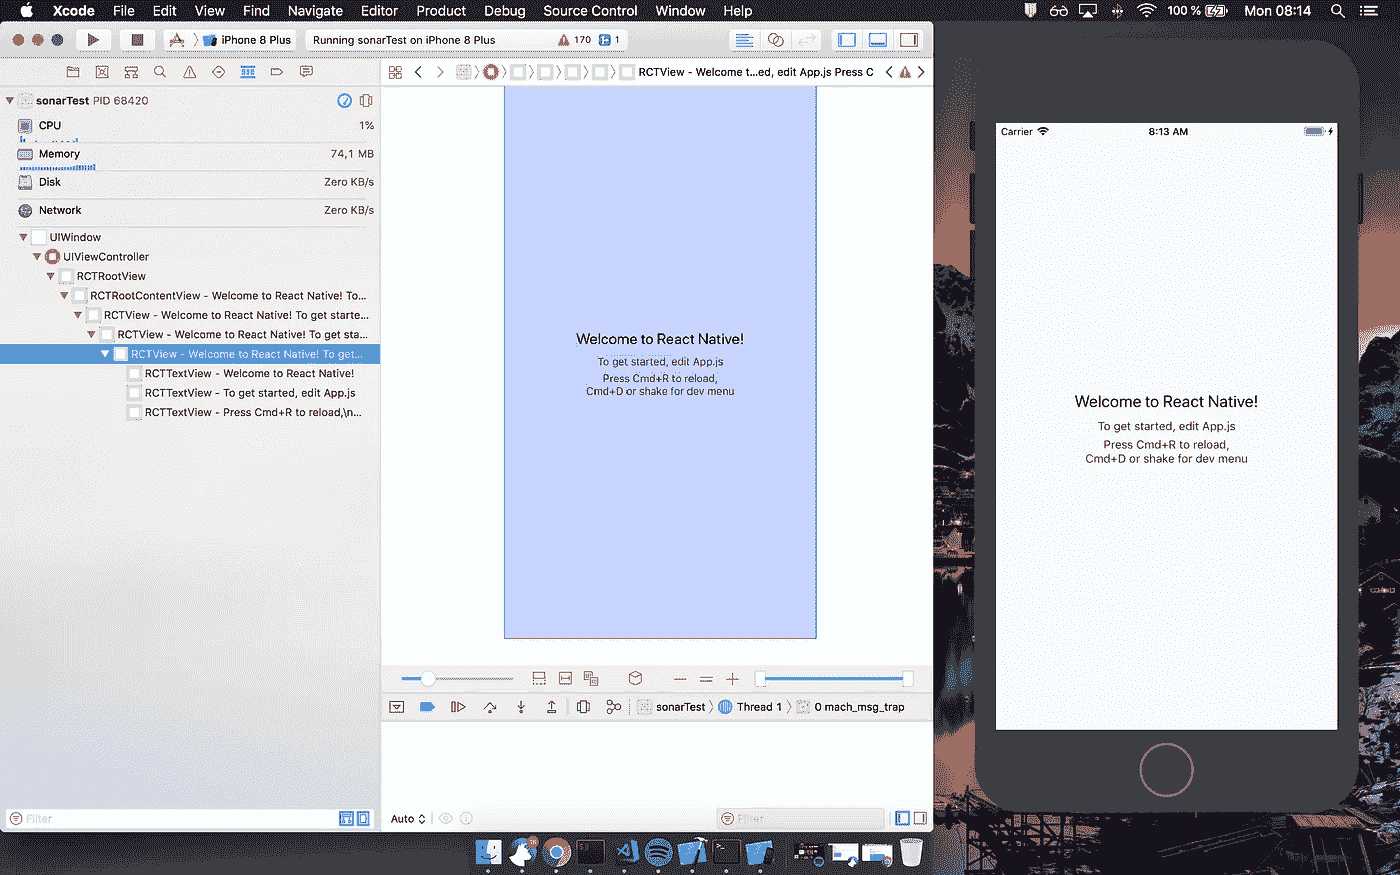 Xcode File Edit View Find Navigate Editor Product Debug Source Control Window Help 100 % Mon 08:14
iPhone 8 Plus Running sonarTest on iPhone 8 Plus 170 1
RCTView - Welcome t...ed, edit App.js Press C
sonarTest PID 68420
CPU 1%
Memory 74,1 MB
Disk Zero KB/s
Network Zero KB/s
UIWindow
UIViewController
RCTRootView
RCTRootContentView - Welcome to React Native! To...
RCTView - Welcome to React Native! To get starte...
RCTView - Welcome to React Native! To get sta...
RCTView - Welcome to React Native! To get...
RCTTextView - Welcome to React Native!
RCTTextView - To get started, edit App.js
RCTTextView - Press Cmd+R to reload,\n...
Filter
Welcome to React Native!
To get started, edit App.js
Press Cmd+R to reload,
Cmd+D or shake for dev menu
sonarTest Thread 1 0 mach_msg_trap
Auto Filter
Carrier 8:13 AM
Welcome to React Native!
To get started, edit App.js
Press Cmd+R to reload,
Cmd+D or shake for dev menu